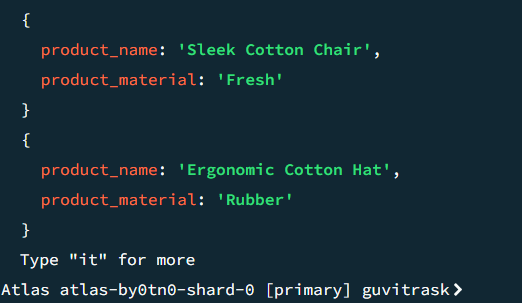 {
product_name: 'Sleek Cotton Chair',
product_material: 'Fresh'
}
{
product_name: 'Ergonomic Cotton Hat',
product_material: 'Rubber'
}
Type "it" for more
Atlas atlas-by0tn0-shard-0 [primary] guvitrask>